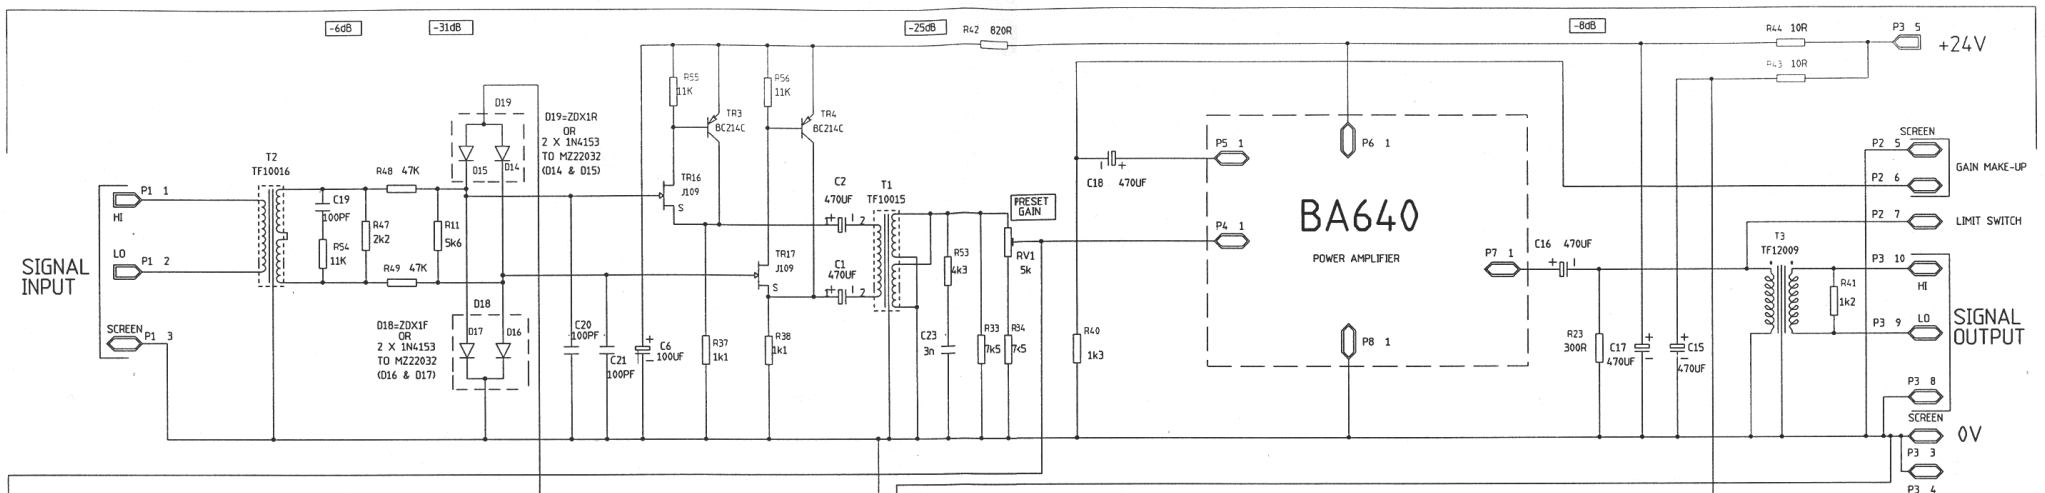 -6dB
-31dB
-25dB
-8dB
R42 820R
R44 10R
P3 5
+24V
R43 10R
R55
11K
R56
11K
D19
D15
D14
D19=ZDX1R
OR
2 X 1N4153
TO MZ22032
(D14 & D15)
TR3
BC214C
TR4
BC214C
P5 1
P6 1
SCREEN
P2 5
GAIN MAKE-UP
P2 6
T2
TF10016
R48 47K
TR16
J109
S
C18 470UF
P1 1
HI
C19
100PF
R47
2k2
R11
5k6
R54
11K
LO
P1 2
R49 47K
SIGNAL
INPUT
C2
470UF
+
1
2
T1
TF10015
PRESET
GAIN
RV1
5k
R53
4k3
P4 1
BA640
POWER AMPLIFIER
P7 1
C16 470UF
P2 7
LIMIT SWITCH
T3
TF12009
P3 10
HI
R41
1k2
P3 9
LO
SIGNAL
OUTPUT
TR17
J109
S
C1
470UF
+
1
2
SCREEN
P1 3
D18
D17
D16
D18=ZDX1F
OR
2 X 1N4153
TO MZ22032
(D16 & D17)
C20
100PF
C21
100PF
C6
100UF
R37
1k1
R38
1k1
C23
3n
R33
7k5
R34
7k5
R40
1k3
P8 1
R23
300R
C17
470UF
C15
470UF
P3 8
SCREEN
0V
P3 3
P3 4